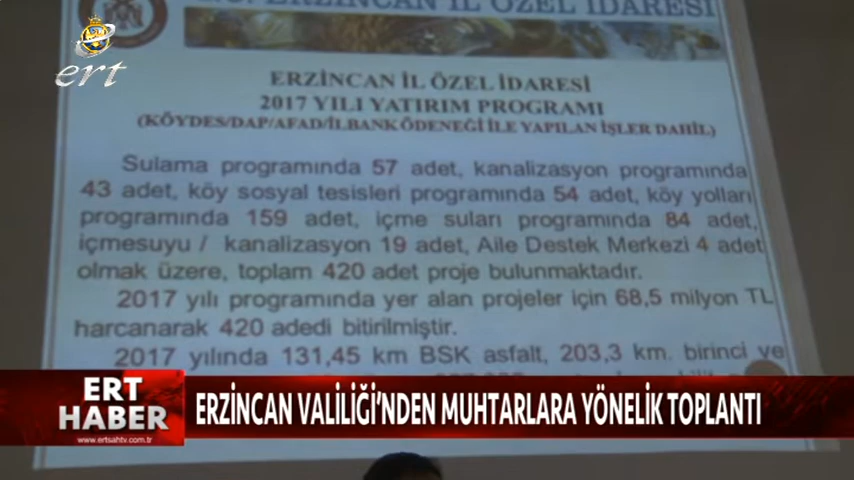 ERZİNCAN İL ÖZEL İDARESİ
ert
ERZİNCAN İL ÖZEL İDARESİ
2017 YILI YATIRIM PROGRAMI
(KÖYDES/DAP/AFAD/İLBANK ÖDENEĞİ İLE YAPILAN İŞLER DAHİL)
Sulama programında 57 adet, kanalizasyon programında
43 adet, köy sosyal tesisleri programında 54 adet, köy yolları
programında 159 adet, içme suları programında 84 adet,
içmesuyu / kanalizasyon 19 adet, Aile Destek Merkezi 4 adet
olmak üzere, toplam 420 adet proje bulunmaktadır.
2017 yılı programında yer alan projeler için 68,5 milyon TL
harcanarak 420 adedi bitirilmiştir.
2017 yılında 131,45 km BSK asfalt, 203,3 km. birinci ve
ERT
HABER
www.ertsahtv.com.tr
ERZİNCAN VALİLİĞİ'NDEN MUHTARLARA YÖNELİK TOPLANTI